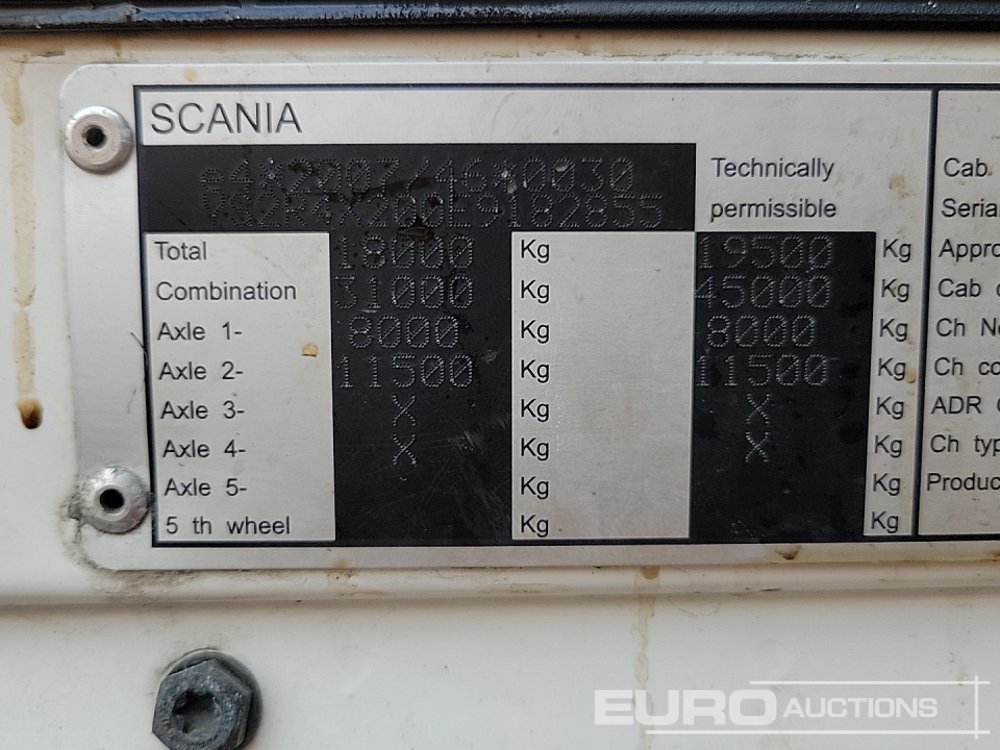 SCANIA
e4*2007/46*0030
YS2R4X200E9182855
Technically
permissible
Total 18000 Kg 19500 Kg
Combination 31000 Kg 45000 Kg
Axle 1- 8000 Kg 8000 Kg
Axle 2- 11500 Kg 11500 Kg
Axle 3- X Kg X Kg
Axle 4- X Kg X Kg
Axle 5- Kg Kg
5 th wheel Kg Kg
Cab.
Seria
Appro
Cab
Ch
Ch co
ADR
Ch typ
Produc
EURO AUCTIONS